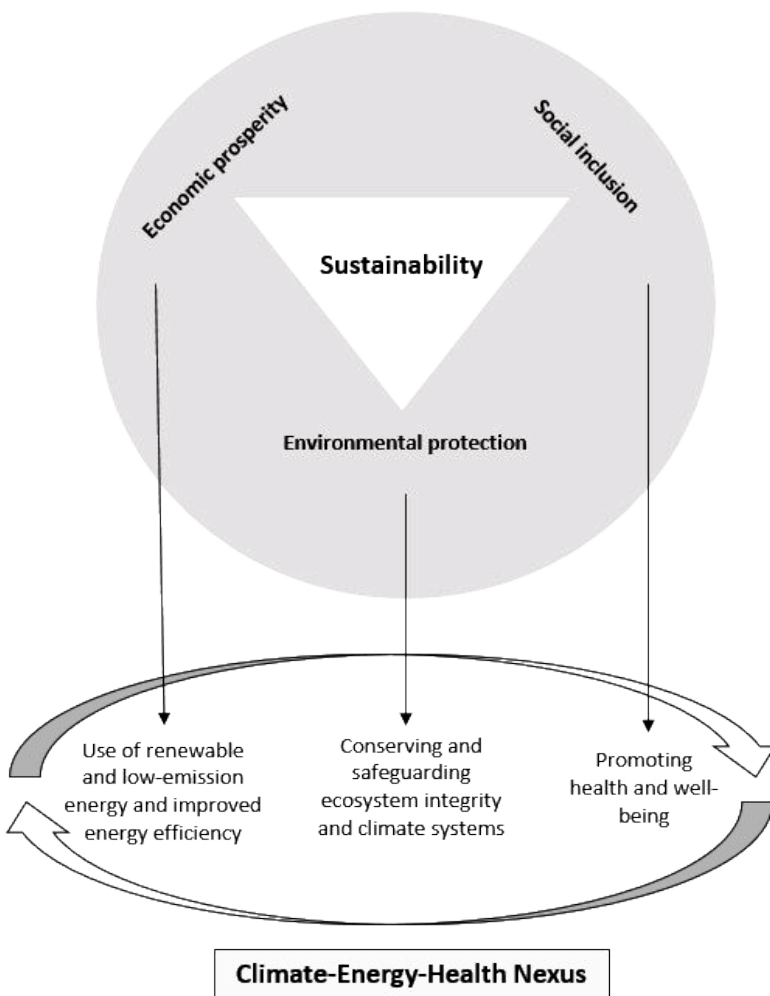 Economic prosperity
Social inclusion
Sustainability
Environmental protection
Use of renewable
and low-emission
energy and improved
energy efficiency
Conserving and
safeguarding
ecosystem integrity
and climate systems
Promoting
health and well-
being
Climate-Energy-Health Nexus